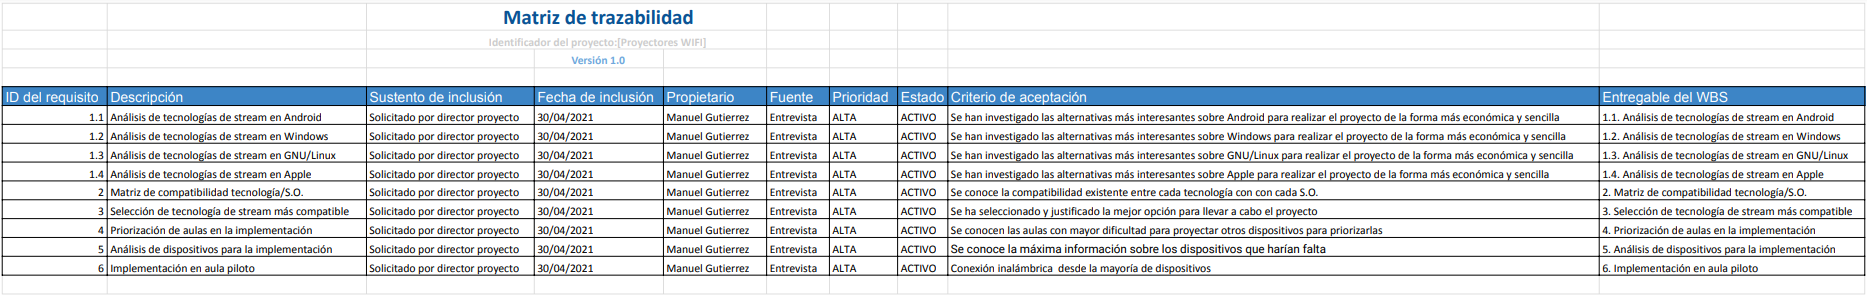 Matriz de trazabilidad
Identificador del proyecto:[Proyectores WIFI]
Versión 1.0
ID del requisito Descripción Sustento de inclusión Fecha de inclusión Propietario Fuente Prioridad Estado Criterio de aceptación Entregable del WBS
1.1 Análisis de tecnologías de stream en Android Solicitado por director proyecto 30/04/2021 Manuel Gutierrez Entrevista ALTA ACTIVO Se han investigado las alternativas más interesantes sobre Android para realizar el proyecto de la forma más económica y sencilla 1.1. Análisis de tecnologías de stream en Android
1.2 Análisis de tecnologías de stream en Windows Solicitado por director proyecto 30/04/2021 Manuel Gutierrez Entrevista ALTA ACTIVO Se han investigado las alternativas más interesantes sobre Windows para realizar el proyecto de la forma más económica y sencilla 1.2. Análisis de tecnologías de stream en Windows
1.3 Análisis de tecnologías de stream en GNU/Linux Solicitado por director proyecto 30/04/2021 Manuel Gutierrez Entrevista ALTA ACTIVO Se han investigado las alternativas más interesantes sobre GNU/Linux para realizar el proyecto de la forma más económica y sencilla 1.3. Análisis de tecnologías de stream en GNU/Linux
1.4 Análisis de tecnologías de stream en Apple Solicitado por director proyecto 30/04/2021 Manuel Gutierrez Entrevista ALTA ACTIVO Se han investigado las alternativas más interesantes sobre Apple para realizar el proyecto de la forma más económica y sencilla 1.4. Análisis de tecnologías de stream en Apple
2 Matriz de compatibilidad tecnología/S.O. Solicitado por director proyecto 30/04/2021 Manuel Gutierrez Entrevista ALTA ACTIVO Se conoce la compatibilidad existente entre cada tecnología con con cada S.O. 2. Matriz de compatibilidad tecnología/S.O.
3 Selección de tecnología de stream más compatible Solicitado por director proyecto 30/04/2021 Manuel Gutierrez Entrevista ALTA ACTIVO Se ha seleccionado y justificado la mejor opción para llevar a cabo el proyecto 3. Selección de tecnología de stream más compatible
4 Priorización de aulas en la implementación Solicitado por director proyecto 30/04/2021 Manuel Gutierrez Entrevista ALTA ACTIVO Se conocen las aulas con mayor dificultad para proyectar otros dispositivos para priorizarlas 4. Priorización de aulas en la implementación
5 Análisis de dispositivos para la implementación Solicitado por director proyecto 30/04/2021 Manuel Gutierrez Entrevista ALTA ACTIVO Se conoce la máxima información sobre los dispositivos que harían falta 5. Análisis de dispositivos para la implementación
6 Implementación en aula piloto Solicitado por director proyecto 30/04/2021 Manuel Gutierrez Entrevista ALTA ACTIVO Conexión inalámbrica desde la mayoría de dispositivos 6. Implementación en aula piloto